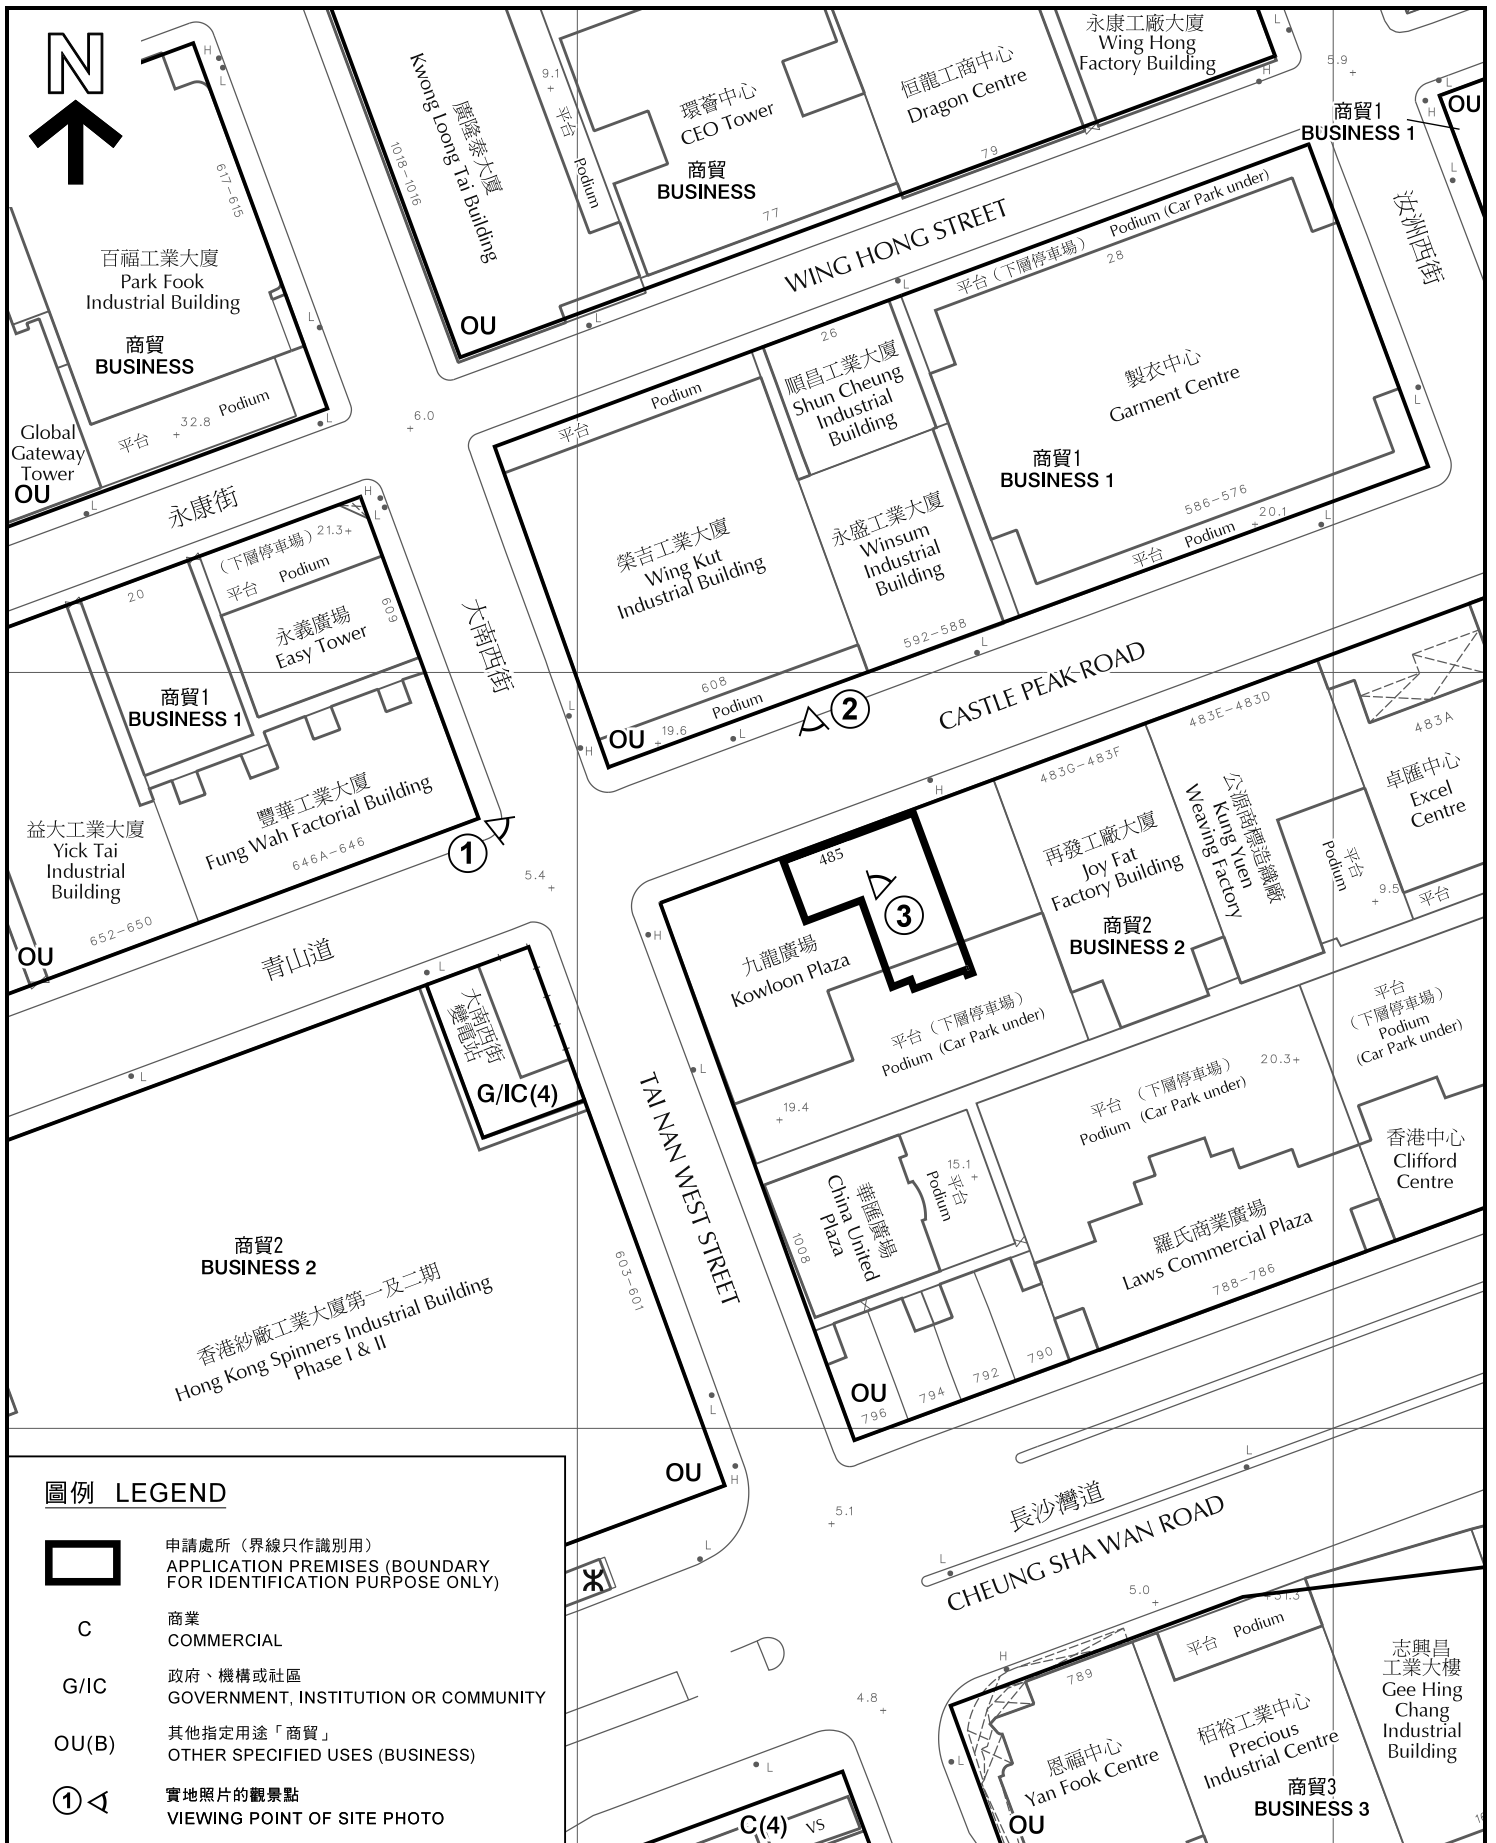 N
永康工廠大廈
Wing Hong
Factory Building
恒龍工商中心
Dragon Centre
79
環薈中心
CEO Tower
商貿
BUSINESS
77
9.1
平台
Podium
廣隆泰大廈
Kwong Loong Tai Building
1018-1016
OU
617-615
百福工業大廈
Park Fook
Industrial Building
商貿
BUSINESS
平台
32.8
Podium
Global
Gateway
Tower
OU
5.9
商貿1
BUSINESS 1
OU
汝洲西街
WING HONG STREET
永康街
6.0
平台（下層停車場）
Podium (Car Park under)
28
製衣中心
Garment Centre
商貿1
BUSINESS 1
586-576
平台 Podium
20.1
26
順昌工業大廈
Shun Cheung
Industrial
Building
永盛工業大廈
Winsum
Industrial
Building
592-588
平台
Podium
榮吉工業大廈
Wing Kut
Industrial Building
608
Podium
OU
19.6
（下層停車場）
21.3
平台 Podium
永義廣場
Easy Tower
609
20
商貿1
BUSINESS 1
大南西街
豐華工業大廈
Fung Wah Factorial Building
646A-646
益大工業大廈
Yick Tai
Industrial
Building
652-650
OU
1
2
3
CASTLE PEAK ROAD
青山道
5.4
485
九龍廣場
Kowloon Plaza
平台（下層停車場）
Podium (Car Park under)
19.4
483G-483F
再發工廠大廈
Joy Fat
Factory Building
商貿2
BUSINESS 2
483E-483D
公源商標造織廠
Kung Yuen
Weaving Factory
483A
卓匯中心
Excel
Centre
平台
Podium
9.5
平台
大南西街
變電站
G/IC(4)
TAI NAN WEST STREET
平台
（下層停車場）
Podium
(Car Park under)
平台（下層停車場）
Podium (Car Park under)
20.3
香港中心
Clifford
Centre
15.1
平台
Podium
華匯廣場
China United
Plaza
1008
羅氏商業廣場
Laws Commercial Plaza
788-786
790
792
794
796
OU
商貿2
BUSINESS 2
603-601
香港紗廠工業大廈第一及二期
Hong Kong Spinners Industrial Building
Phase I & II
OU
5.1
長沙灣道
CHEUNG SHA WAN ROAD
5.0
4.8
51.3
平台 Podium
789
恩福中心
Yan Fook Centre
OU
栢裕工業中心
Precious
Industrial Centre
商貿3
BUSINESS 3
志興昌
工業大樓
Gee Hing
Chang
Industrial
Building
C(4)
VS
圖例 LEGEND
申請處所（界線只作識別用）
APPLICATION PREMISES (BOUNDARY
FOR IDENTIFICATION PURPOSE ONLY)
C
商業
COMMERCIAL
G/IC
政府、機構或社區
GOVERNMENT, INSTITUTION OR COMMUNITY
OU(B)
其他指定用途「商貿」
OTHER SPECIFIED USES (BUSINESS)
1
實地照片的觀景點
VIEWING POINT OF SITE PHOTO